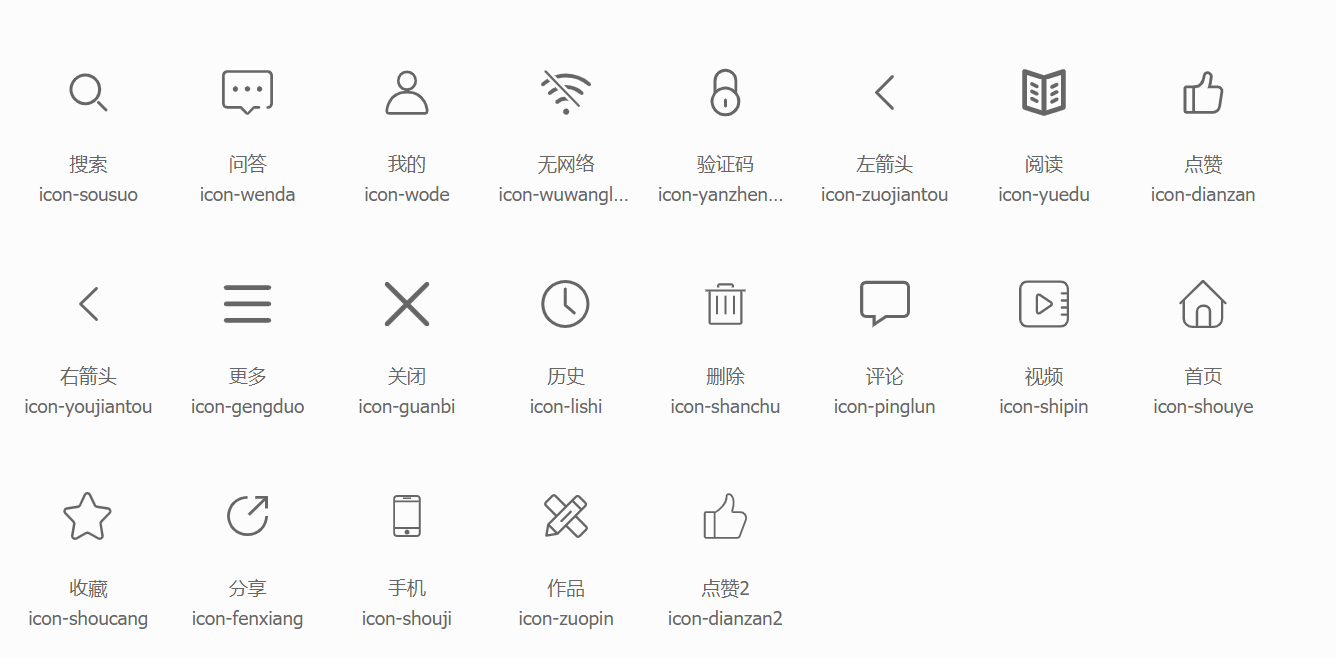 搜索 问答 我的 无网络 验证码 左箭头 阅读 点赞
icon-sousuo icon-wenda icon-wode icon-wuwangl... icon-yanzhen... icon-zuojiantou icon-yuedu icon-dianzan
右箭头 更多 关闭 历史 删除 评论 视频 首页
icon-youjiantou icon-gengduo icon-guanbi icon-lishi icon-shanchu icon-pinglun icon-shipin icon-shouye
收藏 分享 手机 作品 点赞2
icon-shoucang icon-fenxiang icon-shouji icon-zuopin icon-dianzan2